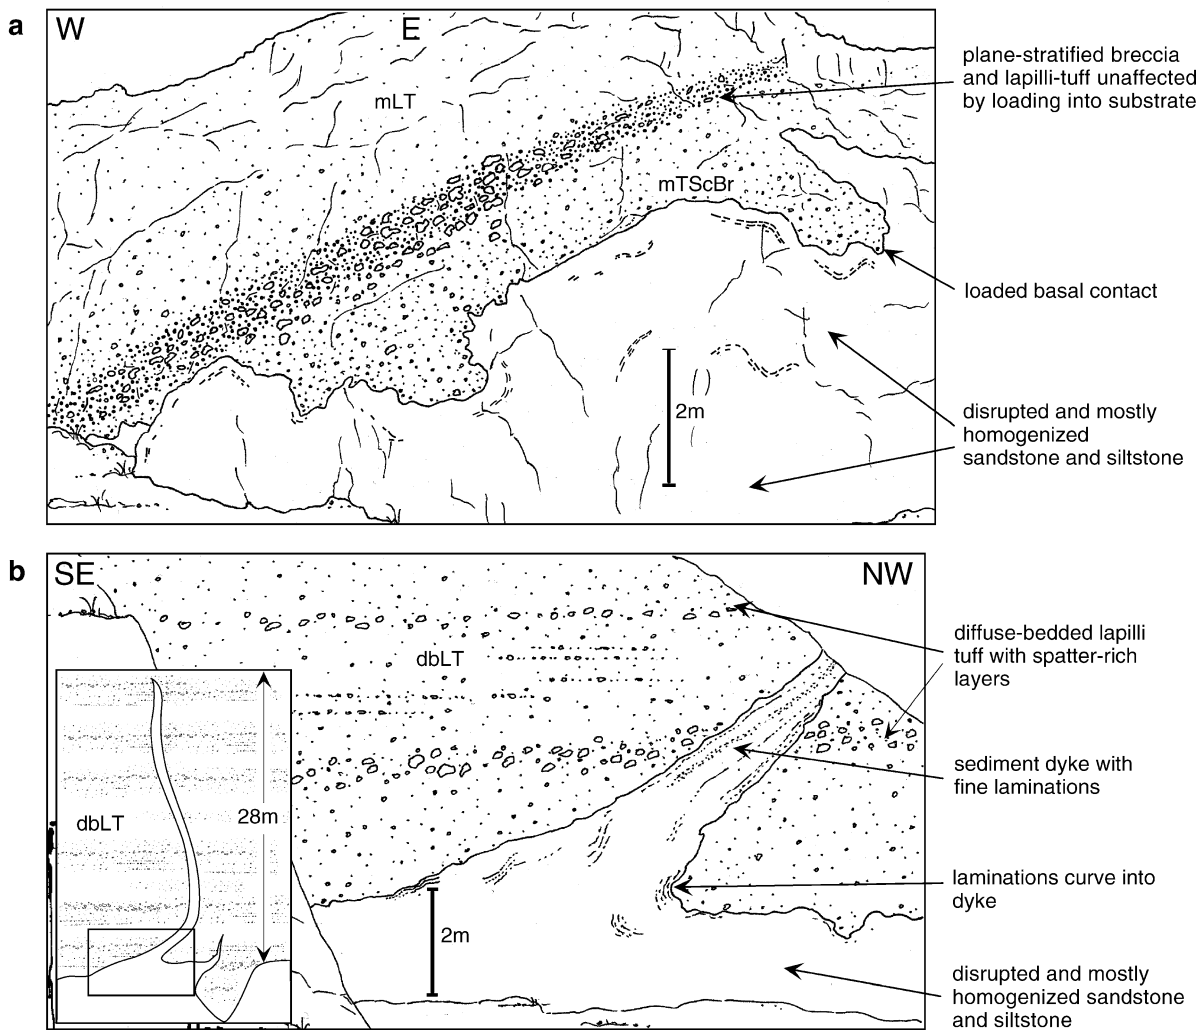 a
W
E
mLT
mTScBr
2m
plane-stratified breccia
and lapilli-tuff unaffected
by loading into substrate
loaded basal contact
disrupted and mostly
homogenized
sandstone and siltstone
b
SE
NW
dbLT
dbLT
28m
2m
diffuse-bedded lapilli
tuff with spatter-rich
layers
sediment dyke with
fine laminations
laminations curve into
dyke
disrupted and mostly
homogenized sandstone
and siltstone